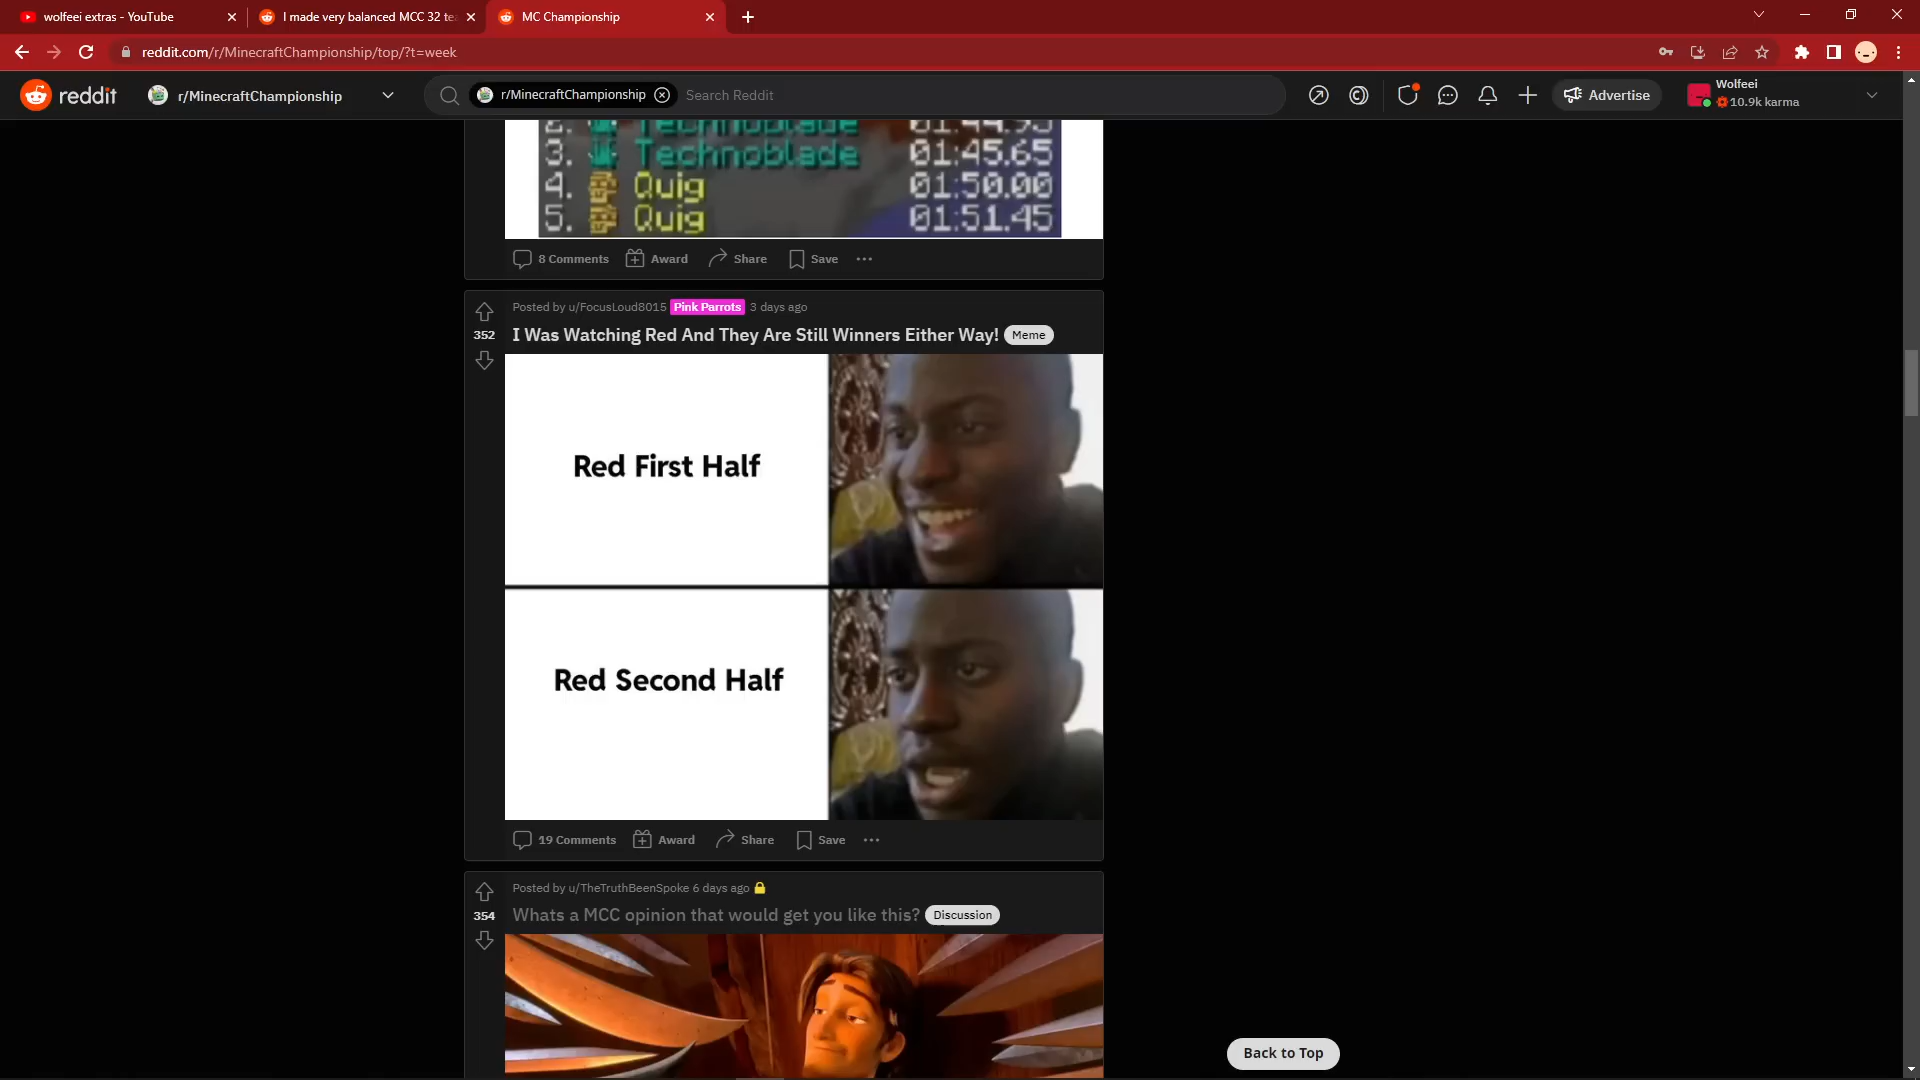 wolfeei extras - YouTube
I made very balanced MCC 32 te
MC Championship
reddit.com/r/MinecraftChampionship/top/?t=week
reddit
r/MinecraftChampionship
r/MinecraftChampionship
Search Reddit
Advertise
Wolfeei
10.9k karma
2. Technoblade 01:44.93
3. Technoblade 01:45.65
4. Quig 01:50.00
5. Quig 01:51.45
8 Comments Award Share Save
Posted by u/FocusLoud8015 Pink Parrots 3 days ago
352
I Was Watching Red And They Are Still Winners Either Way! Meme
Red First Half
Red Second Half
19 Comments Award Share Save
Posted by u/TheTruthBeenSpoke 6 days ago
354
Whats a MCC opinion that would get you like this? Discussion
Back to Top